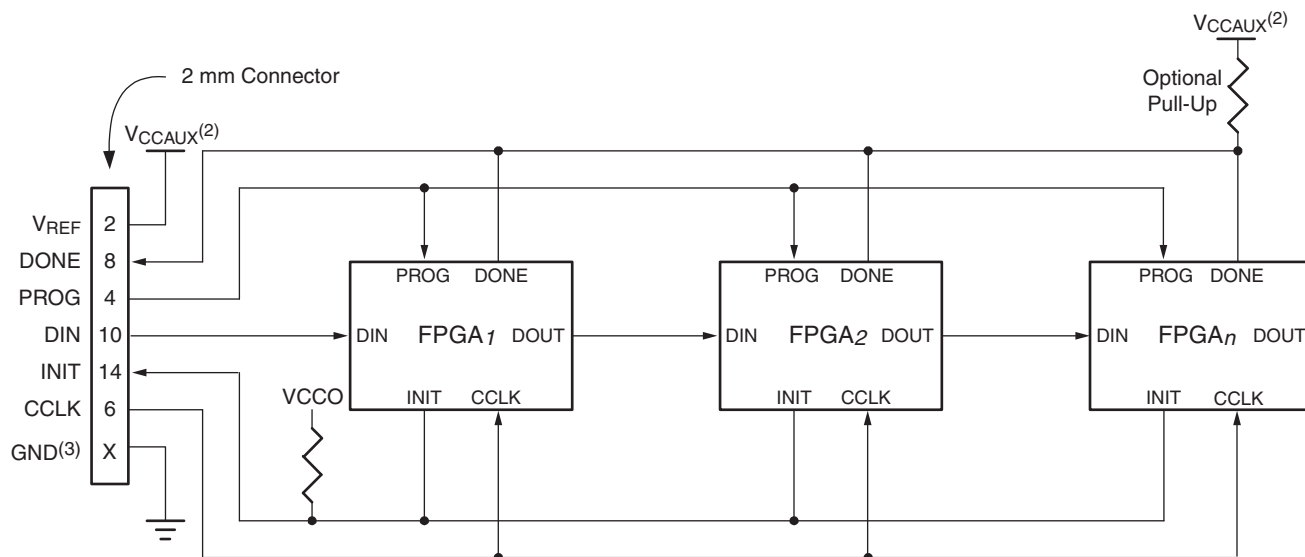 VCCAUX(2)
2 mm Connector
Optional
Pull-Up
VCCAUX(2)
VREF 2
DONE 8
PROG 4
DIN 10
INIT 14
CCLK 6
GND(3) X
PROG DONE
DIN FPGA1 DOUT
INIT CCLK
PROG DONE
DIN FPGA2 DOUT
INIT CCLK
PROG DONE
DIN FPGAn DOUT
INIT CCLK
VCCO